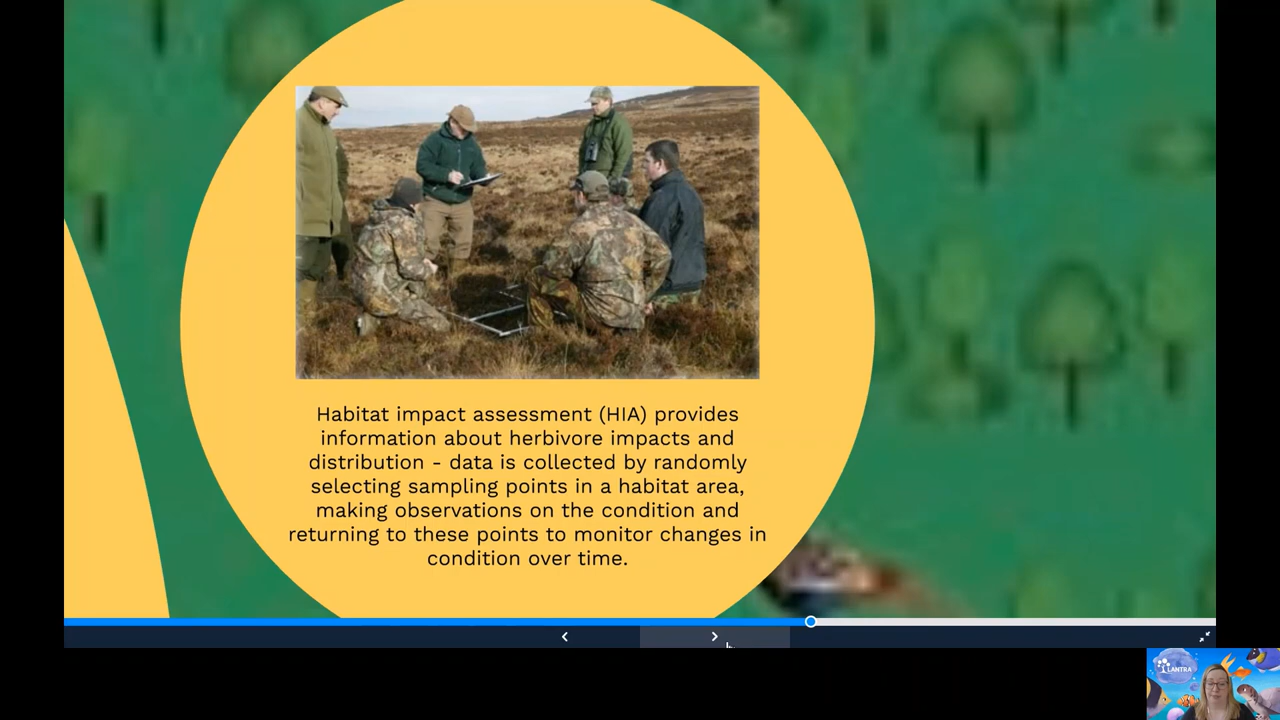 Habitat impact assessment (HIA) provides
information about herbivore impacts and
distribution - data is collected by randomly
selecting sampling points in a habitat area,
making observations on the condition and
returning to these points to monitor changes in
condition over time.
LANTRA